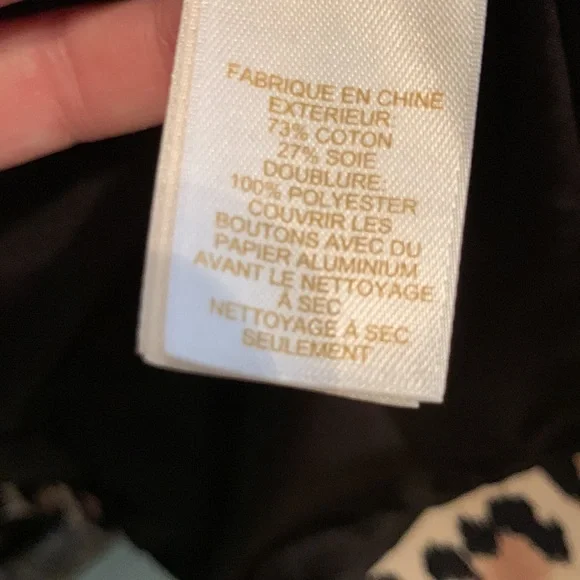 FABRIQUE EN CHINE
EXTERIEUR
73% COTON
27% SOIE
DOUBLURE:
100% POLYESTER
COUVRIR LES
BOUTONS AVEC DU
PAPIER ALUMINIUM
AVANT LE NETTOYAGE
À SEC
NETTOYAGE À SEC
SEULEMENT